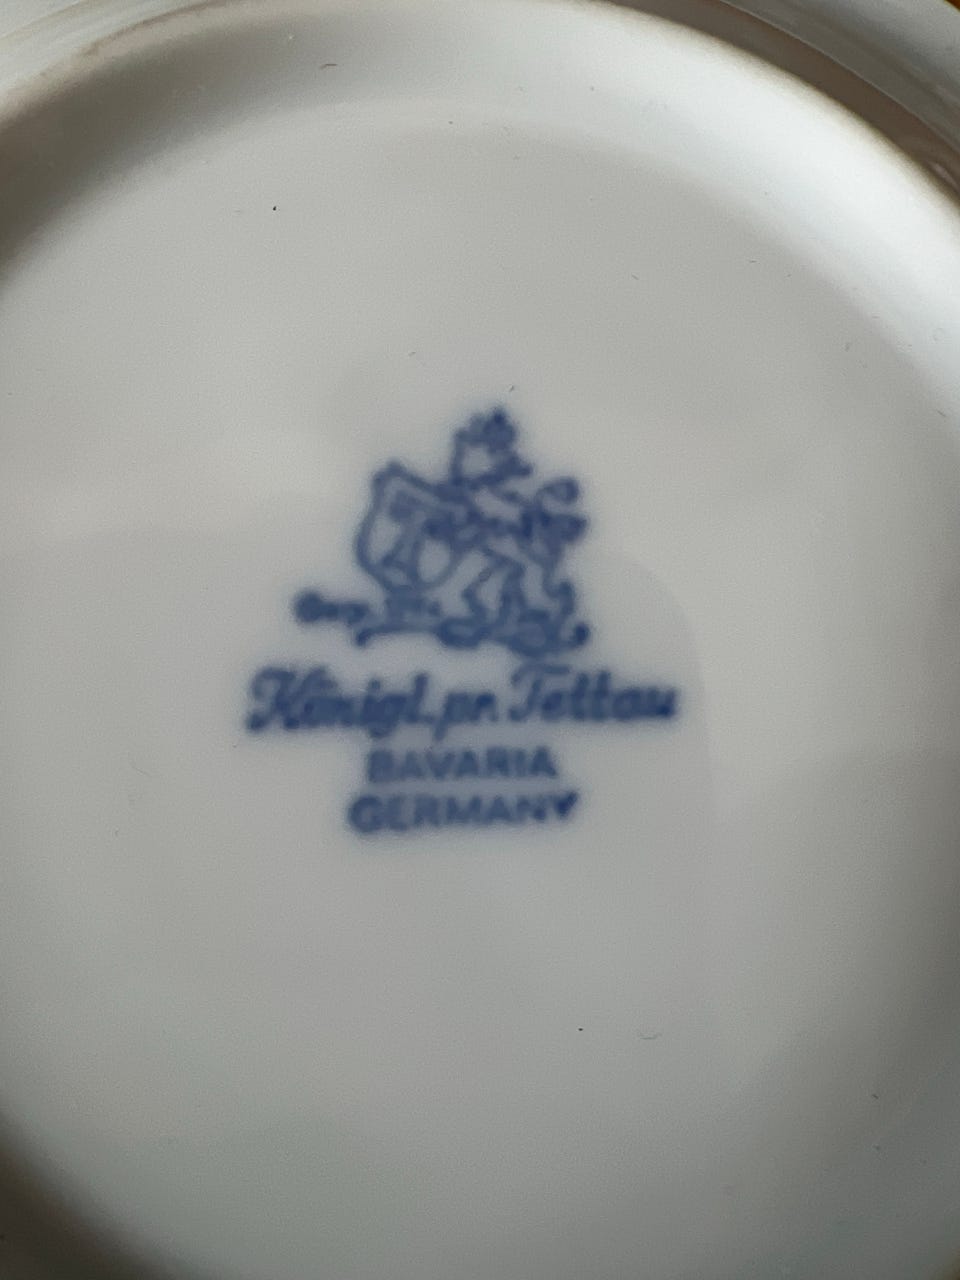 T
Königl. pr. Tettau
BAVARIA
GERMANY